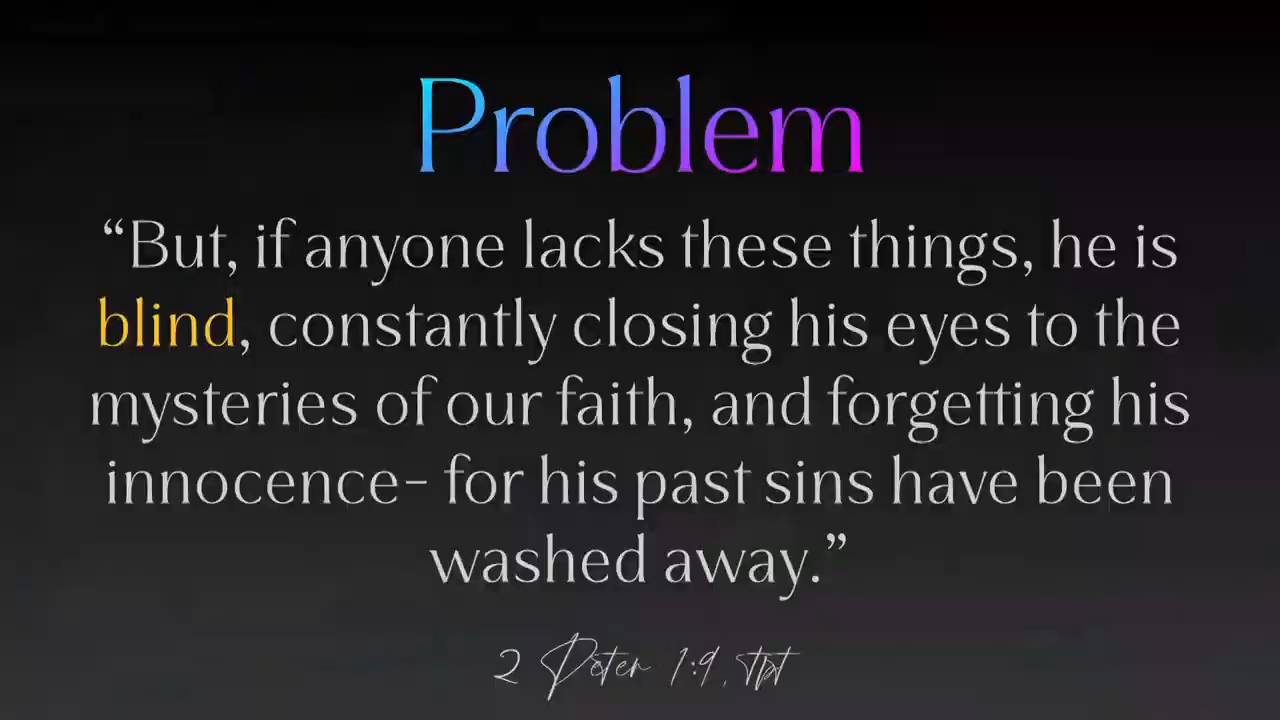 Problem
“But, if anyone lacks these things, he is
blind, constantly closing his eyes to the
mysteries of our faith, and forgetting his
innocence- for his past sins have been
washed away.”
2 Peter 1:9, tpt